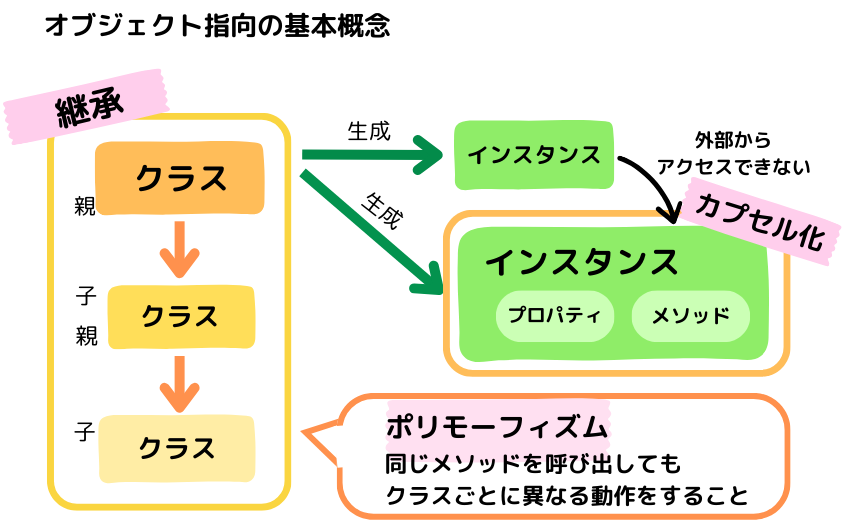 オブジェクト指向の基本概念
継承
クラス
親
子
親
クラス
子
クラス
生成
生成
インスタンス
外部から
アクセスできない
カプセル化
インスタンス
プロパティ
メソッド
ポリモーフィズム
同じメソッドを呼び出しても
クラスごとに異なる動作をすること